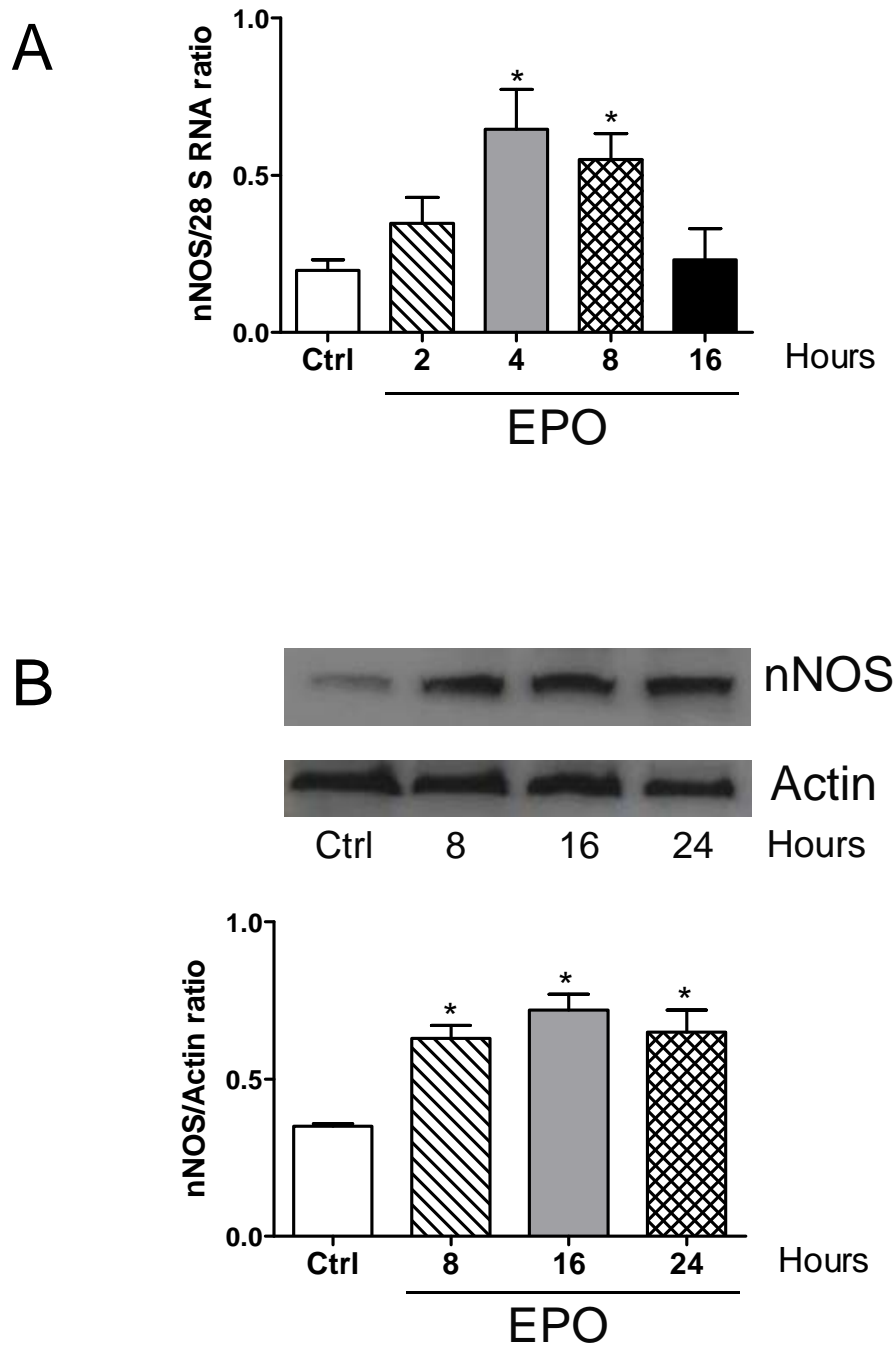 A
nNOS/28 S RNA ratio
1.0
0.5
0.0
*
*
Ctrl 2 4 8 16 Hours
EPO
B
nNOS
Actin
Ctrl 8 16 24 Hours
nNOS/Actin ratio
1.0
0.5
0.0
* * *
Ctrl 8 16 24 Hours
EPO